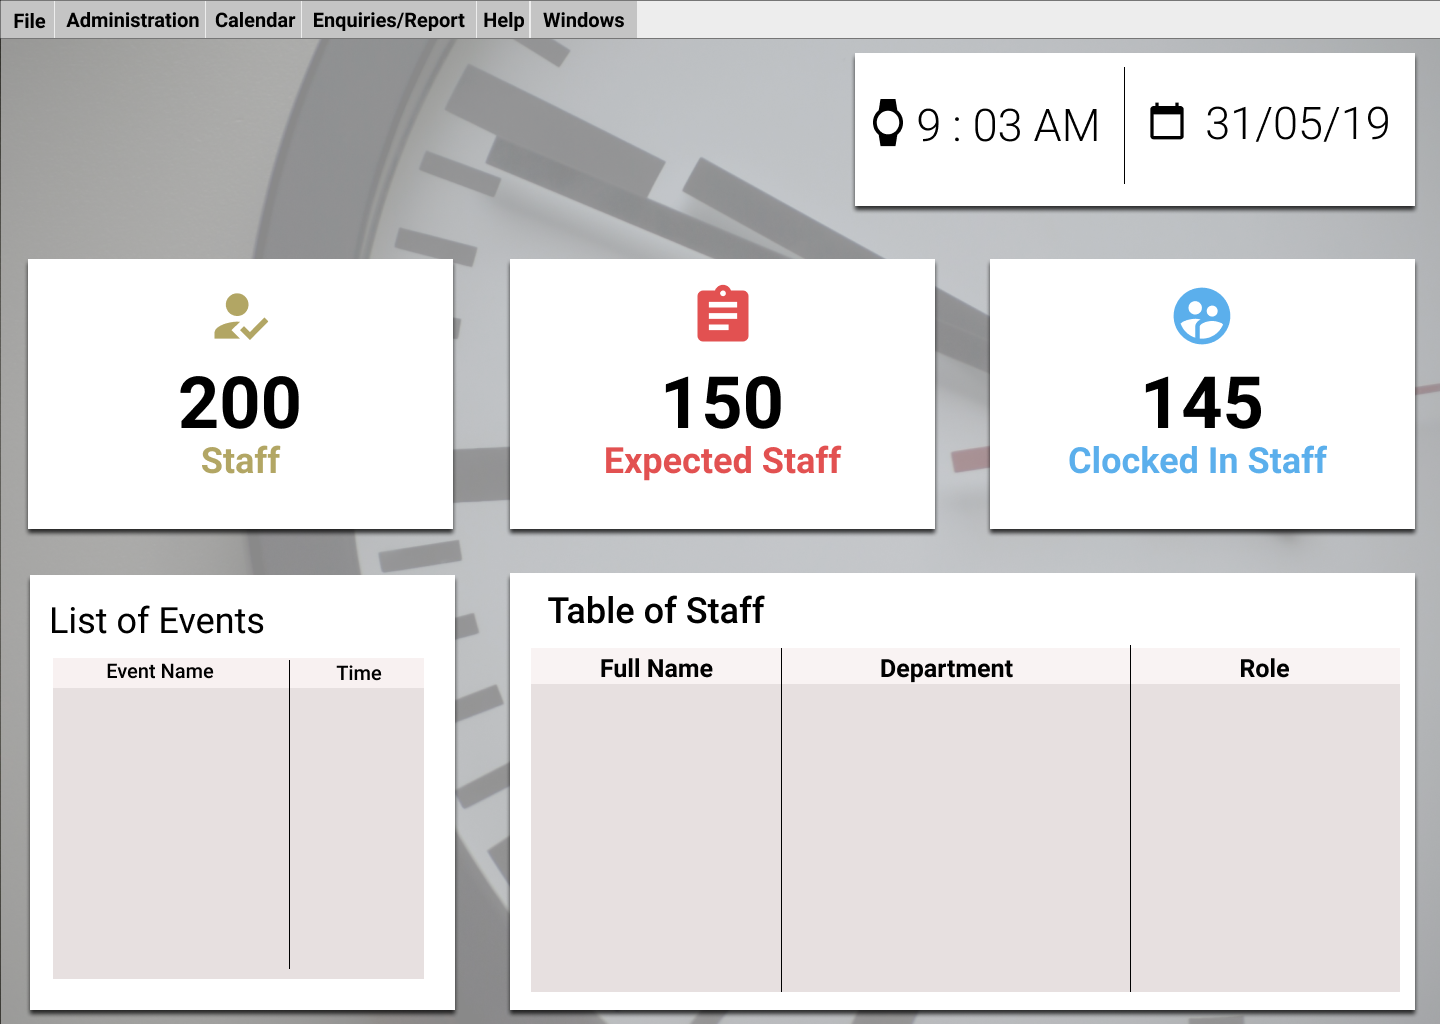 File Administration Calendar Enquiries/Report Help Windows
9 : 03 AM 31/05/19
200
Staff
150
Expected Staff
145
Clocked In Staff
List of Events
Event Name Time
Table of Staff
Full Name Department Role